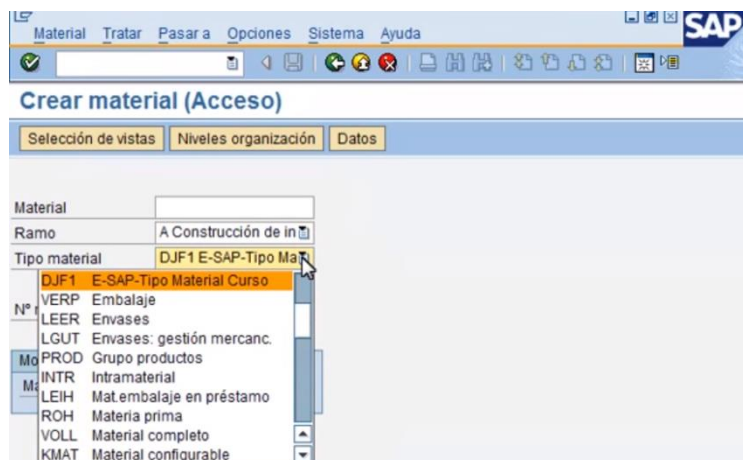 Material Tratar Pasar a Opciones Sistema Ayuda
SAP
Crear material (Acceso)
Selección de vistas Niveles organización Datos
Material
Ramo A Construcción de in
Tipo material DJF1 E-SAP-Tipo Ma
DJF1 E-SAP-Tipo Material Curso
VERP Embalaje
Nº
LEER Envases
LGUT Envases: gestión mercanc.
Mo
PROD Grupo productos
INTR Intramaterial
Ma
LEIH Mat.embalaje en préstamo
ROH Materia prima
VOLL Material completo
KMAT Material configurable